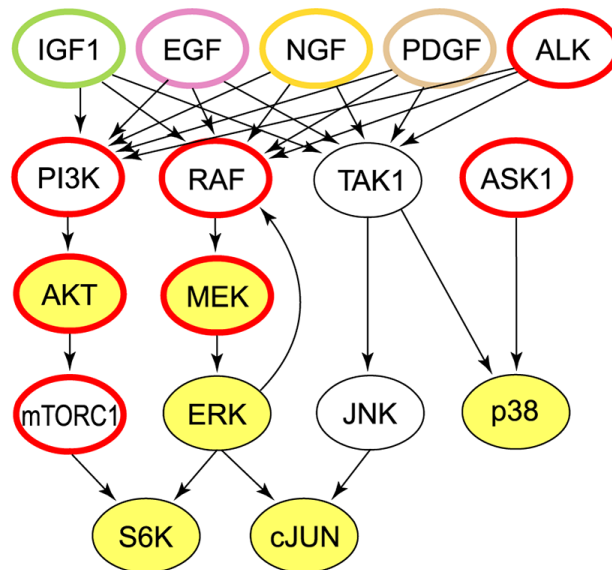 IGF1 EGF NGF PDGF ALK
PI3K RAF TAK1 ASK1
AKT MEK
mTORC1 ERK JNK p38
S6K cJUN